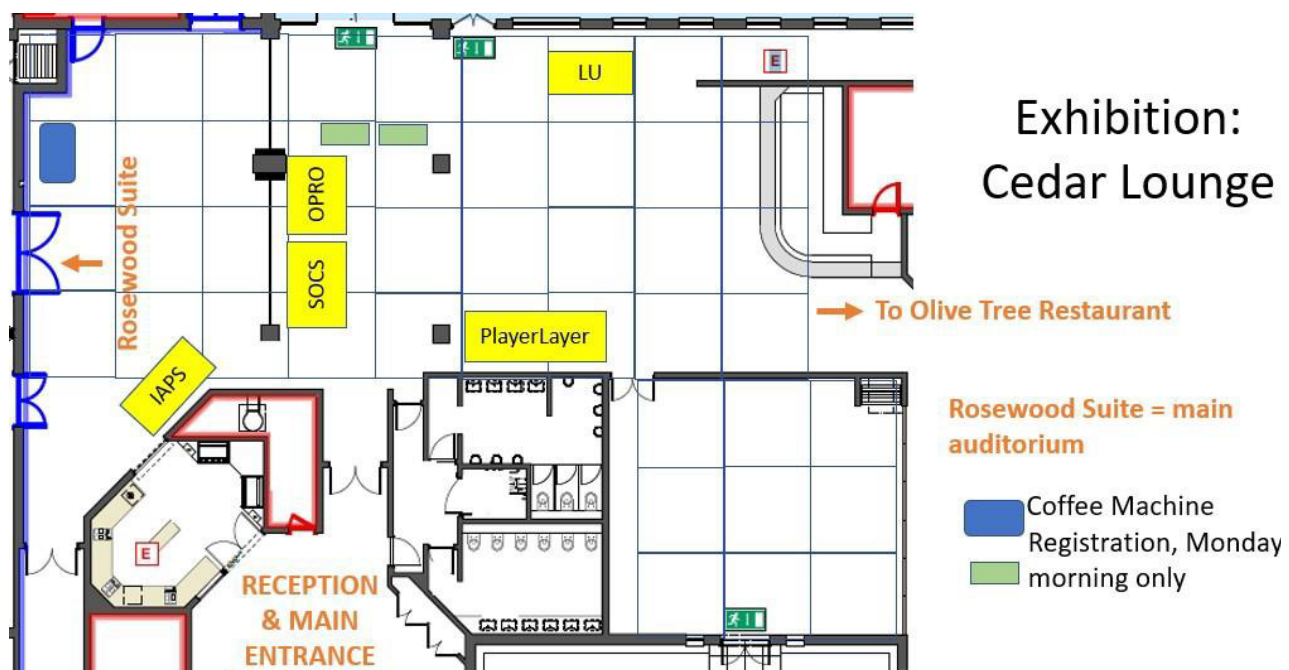 LU
E
Exhibition:
Cedar Lounge
OPRO
Rosewood Suite
SOCS
To Olive Tree Restaurant
PlayerLayer
IAPS
Rosewood Suite = main
auditorium
Coffee Machine
Registration, Monday
morning only
E
RECEPTION
& MAIN
ENTRANCE